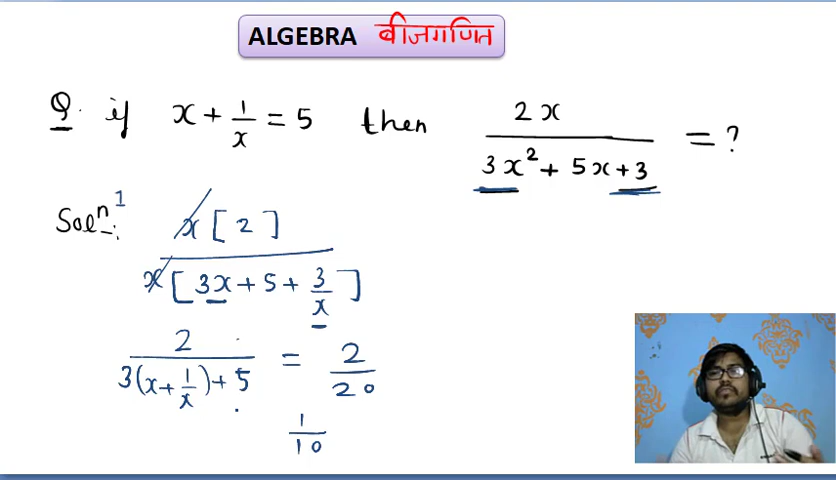 ALGEBRA बीजगणित
Q. if x + 1/x = 5 then 2x / (3x² + 5x + 3) = ?
Solⁿ 1 :- x[2] / x[3x + 5 + 3/x]
2 / (3(x + 1/x) + 5) = 2/20
1/10